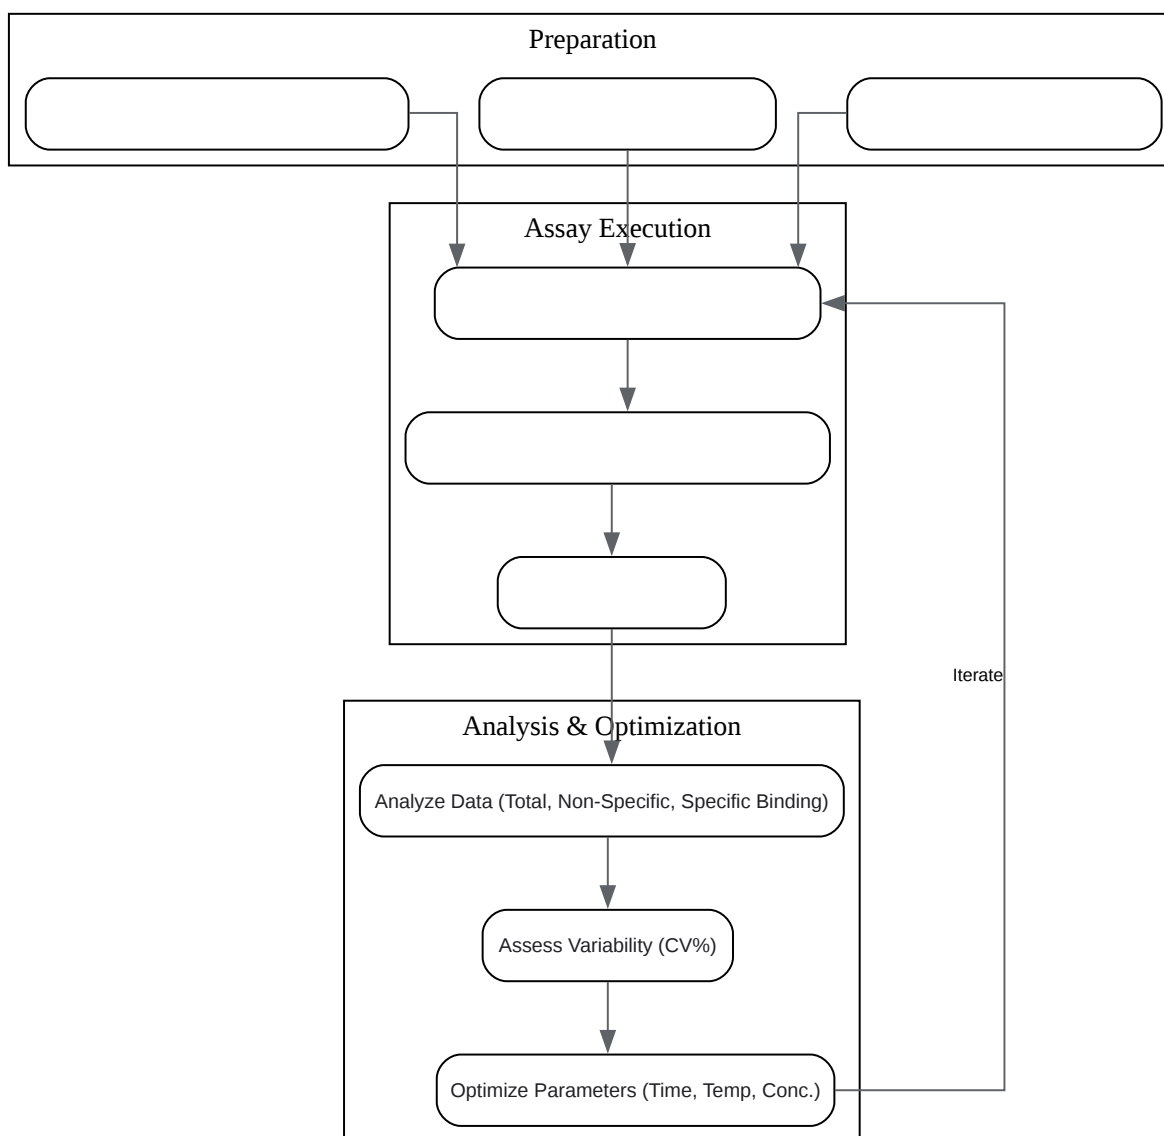 Preparation
Assay Execution
Iterate
Analysis & Optimization
Analyze Data (Total, Non-Specific, Specific Binding)
Assess Variability (CV%)
Optimize Parameters (Time, Temp, Conc.)